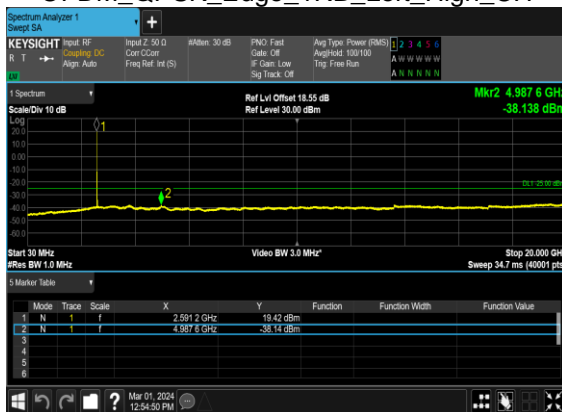 Spectrum Analyzer 1
Swept SA
KEYSIGHT Input: RF Input Z: 50 Ω #Atten: 30 dB PNO: Fast Avg Type: Power (RMS) 1 2 3 4 5 6
R T Coupling: DC Corr CCorr Gate: Off Avg|Hold: 100/100 A W W W W W
Align: Auto Freq Ref: Int (S) IF Gain: Low Trig: Free Run A N N N N N
Sig Track: Off
LU
1 Spectrum Ref Lvl Offset 18.55 dB Mkr2 4.987 6 GHz
Scale/Div 10 dB Ref Level 30.00 dBm -38.138 dBm
Log
20.0
10.0
0.00
-10.0
-20.0
-30.0
-40.0
-50.0
-60.0
1
2
Start 30 MHz Video BW 3.0 MHz* Stop 20.000 GH
#Res BW 1.0 MHz Sweep 34.7 ms (40001 pts
5 Marker Table
Mode Trace Scale X Y Function Function Width Function Value
1 N 1 f 2.591 2 GHz 19.42 dBm
2 N 1 f 4.987 6 GHz -38.14 dBm
3
4
5
6
Mar 01, 2024
12:54:50 PM